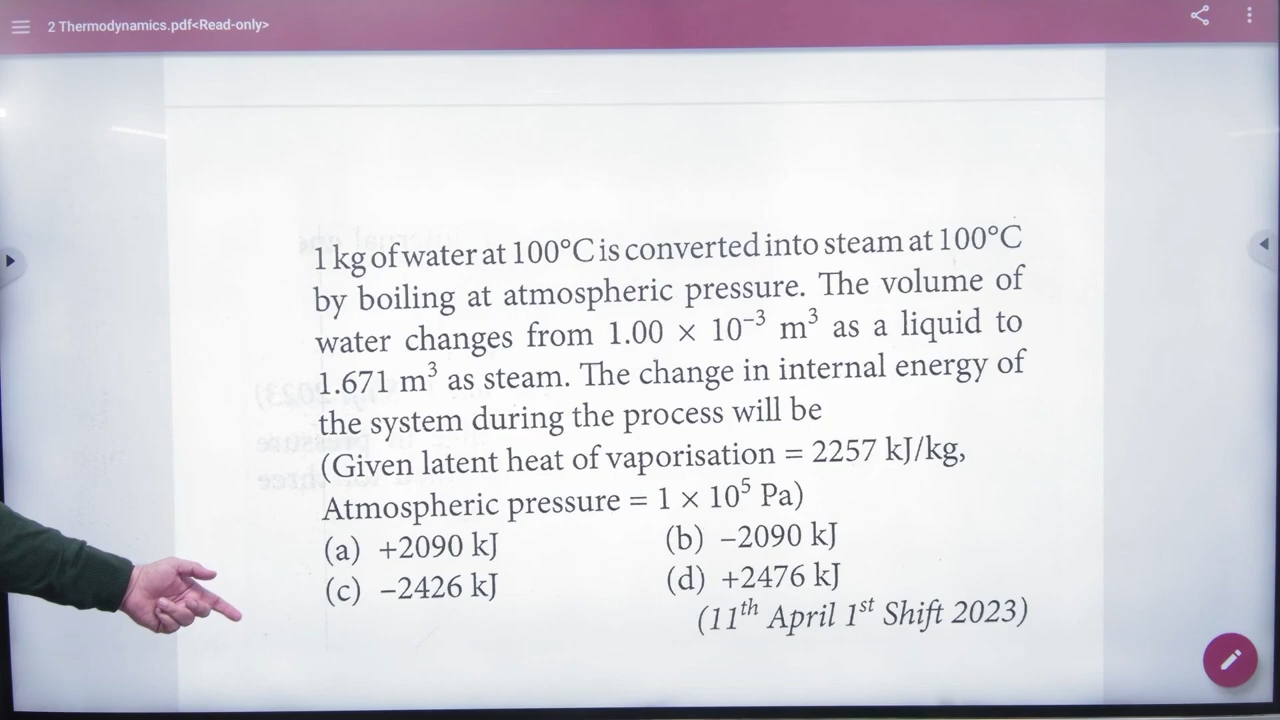 2 Thermodynamics.pdf<Read-only>
1 kg of water at 100°C is converted into steam at 100°C
by boiling at atmospheric pressure. The volume of
water changes from 1.00 × 10⁻³ m³ as a liquid to
1.671 m³ as steam. The change in internal energy of
the system during the process will be
(Given latent heat of vaporisation = 2257 kJ/kg,
Atmospheric pressure = 1 × 10⁵ Pa)
(a) +2090 kJ (b) –2090 kJ
(c) –2426 kJ (d) +2476 kJ
(11ᵗʰ April 1ˢᵗ Shift 2023)